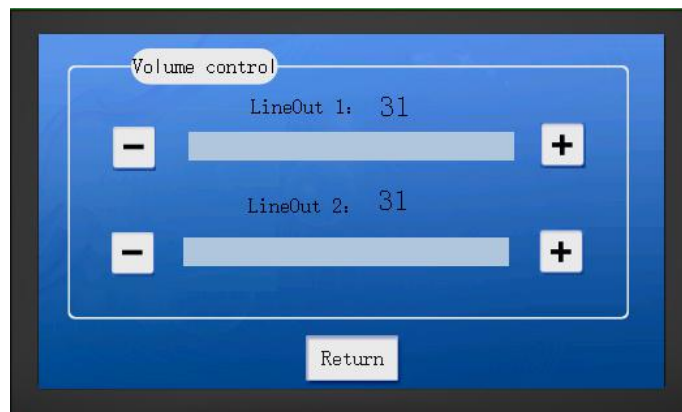 Volume control
LineOut 1: 31
- +
LineOut 2: 31
- +
Return